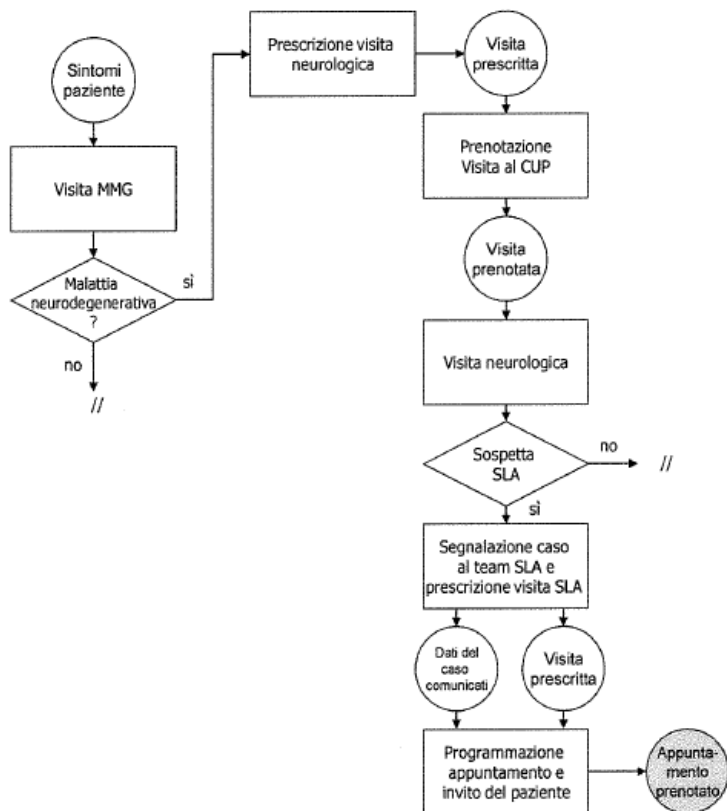 Sintomi
paziente
Visita MMG
Malattia
neurodegenerativa
?
sì
no
//
Prescrizione visita
neurologica
Visita
prescritta
Prenotazione
Visita al CUP
Visita
prenotata
Visita neurologica
Sospetta
SLA
no
//
sì
Segnalazione caso
al team SLA e
prescrizione visita SLA
Dati del
caso
comunicati
Visita
prescritta
Programmazione
appuntamento e
invito del paziente
Appunta-
mento
prenotato